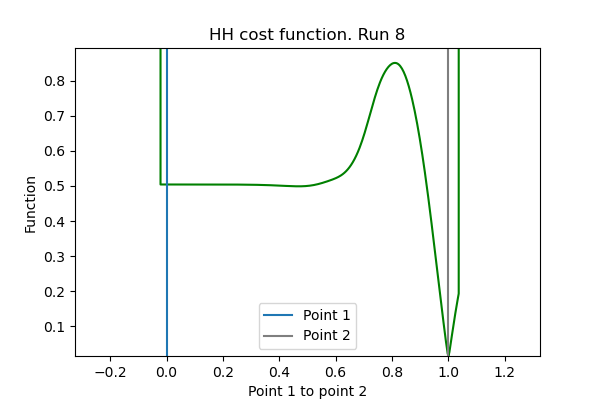 HH cost function. Run 8
Function
0.8
0.7
0.6
0.5
0.4
0.3
0.2
0.1
Point 1
Point 2
−0.2 0.0 0.2 0.4 0.6 0.8 1.0 1.2
Point 1 to point 2